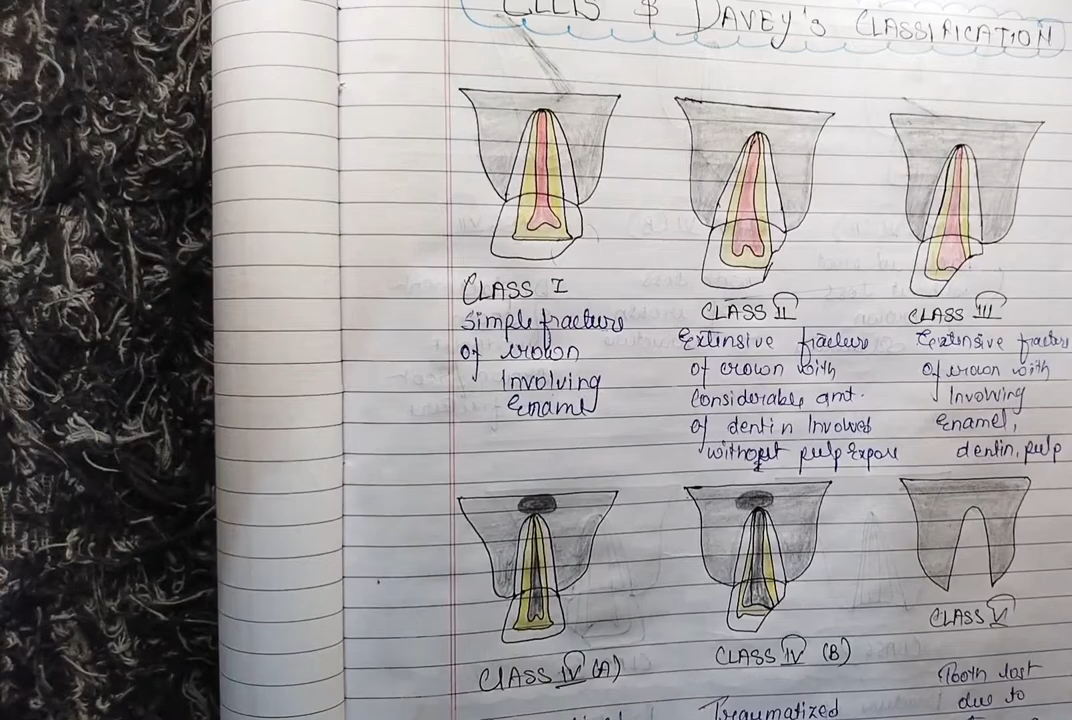 ELLIS & DAVEY'S CLASSIFICATION
CLASS I
Simple fracture
of crown
Involving
Enamel
CLASS II
Extensive fracture
of crown with
Considerable amt.
of dentin Involved
without pulp Expose
CLASS III
Extensive fracture
of crown with
Involving
Enamel,
dentin, pulp
CLASS IV (A)
CLASS IV (B)
Traumatized
CLASS V
Tooth lost
due to